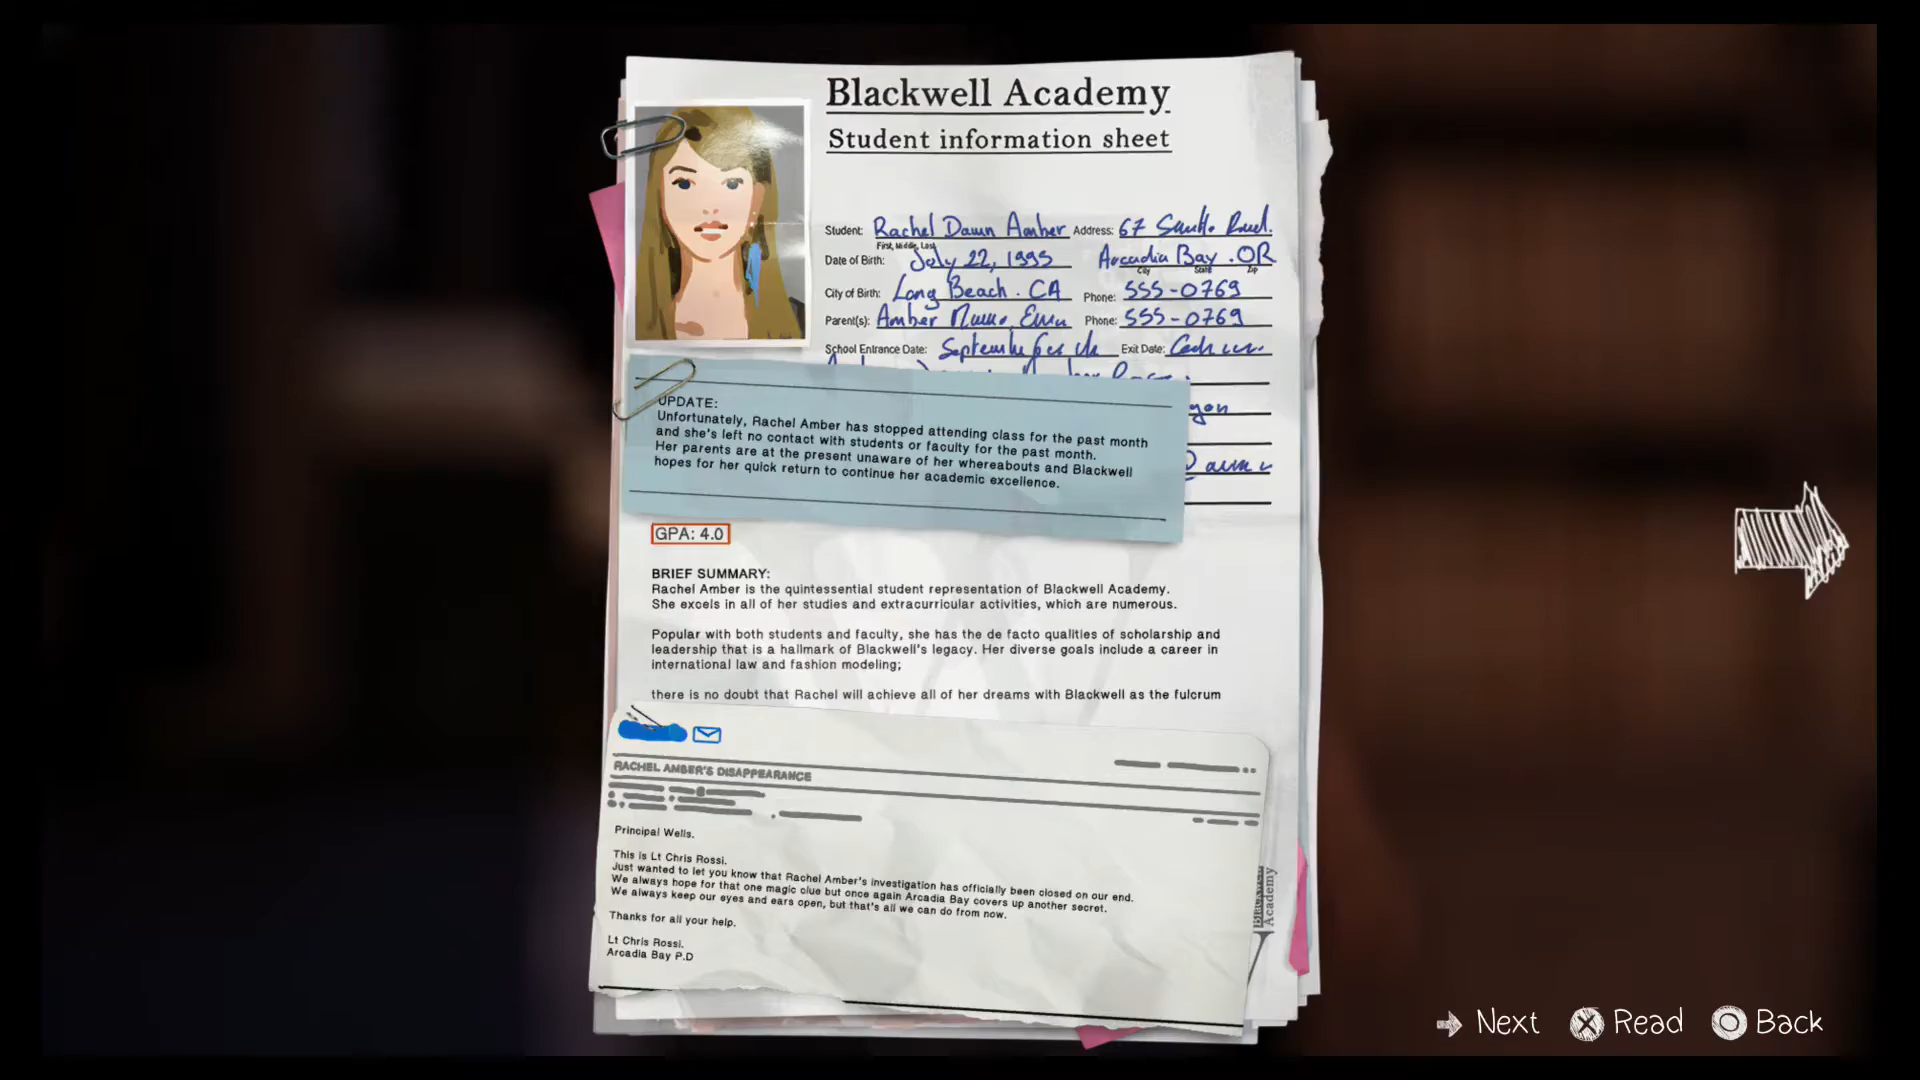 Blackwell Academy
Student information sheet
Student: Rachel Dawn Amber Address: 67
First, Middle, Last
Date of Birth: July 22, 1995 Arcadia Bay . OR
City State Zip
City of Birth: Long Beach . CA Phone: 555-0769
Parent(s): Amber Phone: 555-0769
School Entrance Date: Exit Date:
UPDATE:
Unfortunately, Rachel Amber has stopped attending class for the past month
and she's left no contact with students or faculty for the past month.
Her parents are at the present unaware of her whereabouts and Blackwell
hopes for her quick return to continue her academic excellence.
GPA: 4.0
BRIEF SUMMARY:
Rachel Amber is the quintessential student representation of Blackwell Academy.
She excels in all of her studies and extracurricular activities, which are numerous.
Popular with both students and faculty, she has the de facto qualities of scholarship and
leadership that is a hallmark of Blackwell's legacy. Her diverse goals include a career in
international law and fashion modeling;
there is no doubt that Rachel will achieve all of her dreams with Blackwell as the fulcrum
RACHEL AMBER'S DISAPPEARANCE
Principal Wells.
This is Lt Chris Rossi.
Just wanted to let you know that Rachel Amber's investigation has officially been closed on our end.
We always hope for that one magic clue but once again Arcadia Bay covers up another secret.
We always keep our eyes and ears open, but that's all we can do from now.
Thanks for all your help.
Lt Chris Rossi.
Arcadia Bay P.D
Blackwell
Academy
Next Read Back